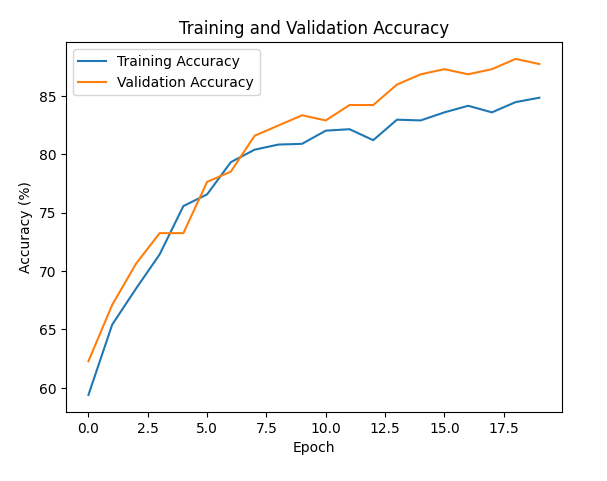 Training and Validation Accuracy
Training Accuracy
Validation Accuracy
85
80
75
70
65
60
Accuracy (%)
0.0 2.5 5.0 7.5 10.0 12.5 15.0 17.5
Epoch